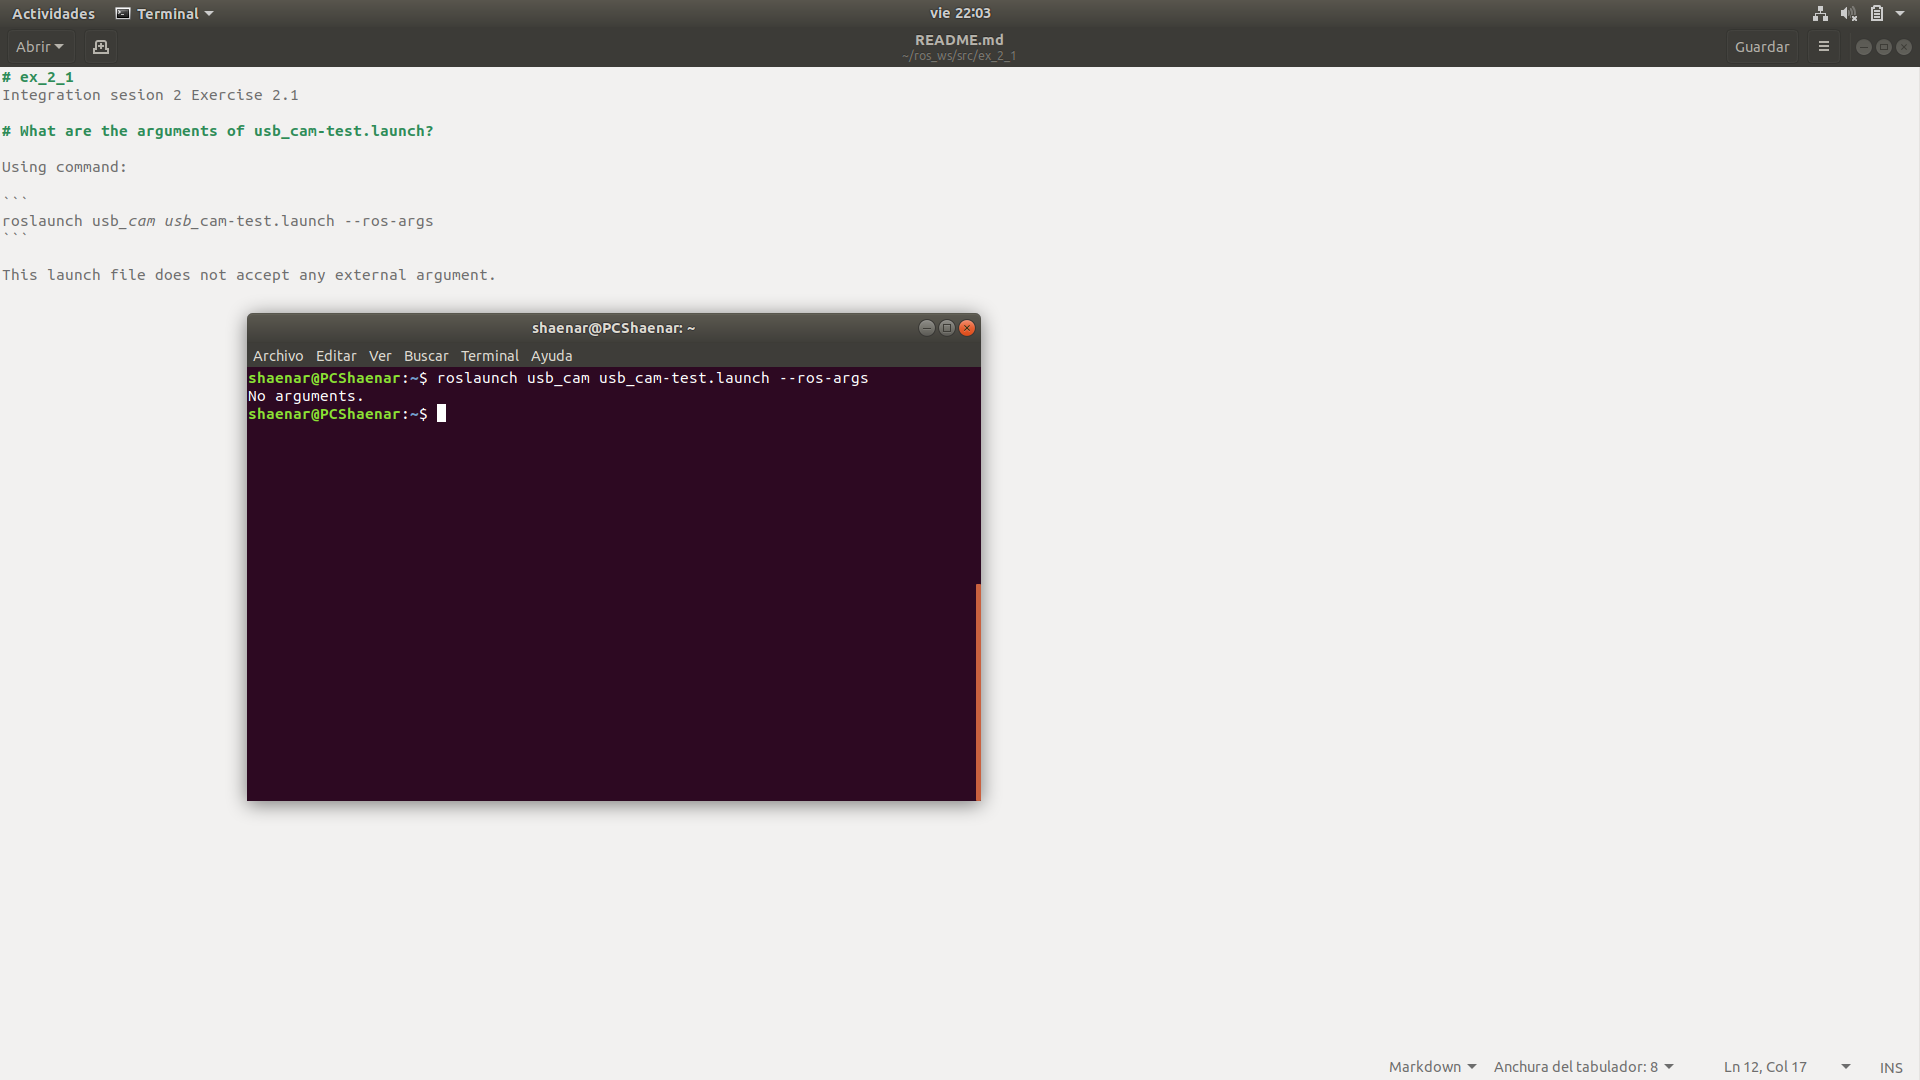 Actividades Terminal vie 22:03
Abrir README.md Guardar
~/ros_ws/src/ex_2_1
# ex_2_1
Integration sesion 2 Exercise 2.1
# What are the arguments of usb_cam-test.launch?
Using command:
```
roslaunch usb_cam usb_cam-test.launch --ros-args
```
This launch file does not accept any external argument.
shaenar@PCShaenar: ~
Archivo Editar Ver Buscar Terminal Ayuda
shaenar@PCShaenar:~$ roslaunch usb_cam usb_cam-test.launch --ros-args
No arguments.
shaenar@PCShaenar:~$
Markdown Anchura del tabulador: 8 Ln 12, Col 17 INS